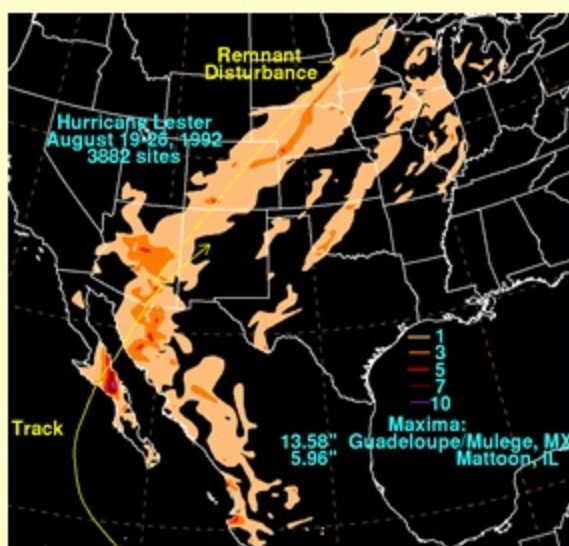 Remnant
Disturbance
Hurricane Lester
August 19-26, 1992
3882 sites
1
3
5
7
10
Track
Maxima:
13.58" Guadeloupe/Mulege, MX
5.96" Mattoon, IL